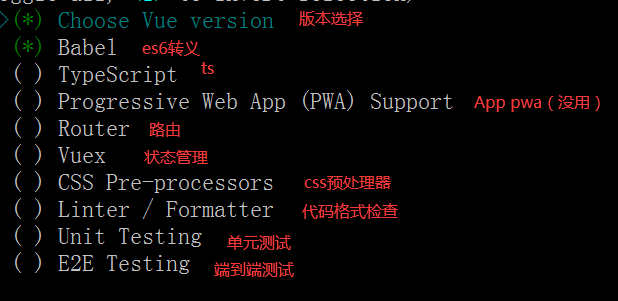 (*) Choose Vue version 版本选择
(*) Babel es6转义
( ) TypeScript ts
( ) Progressive Web App (PWA) Support App pwa（没用）
( ) Router 路由
( ) Vuex 状态管理
( ) CSS Pre-processors css预处理器
( ) Linter / Formatter 代码格式检查
( ) Unit Testing 单元测试
( ) E2E Testing 端到端测试